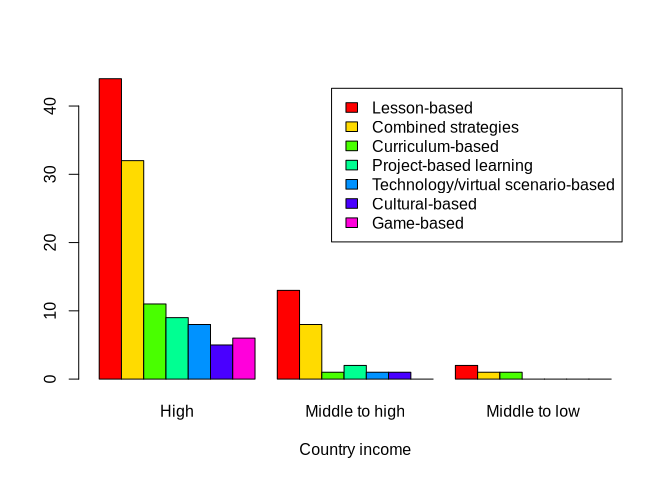 40
30
20
10
0
Lesson-based
Combined strategies
Curriculum-based
Project-based learning
Technology/virtual scenario-based
Cultural-based
Game-based
High Middle to high Middle to low
Country income